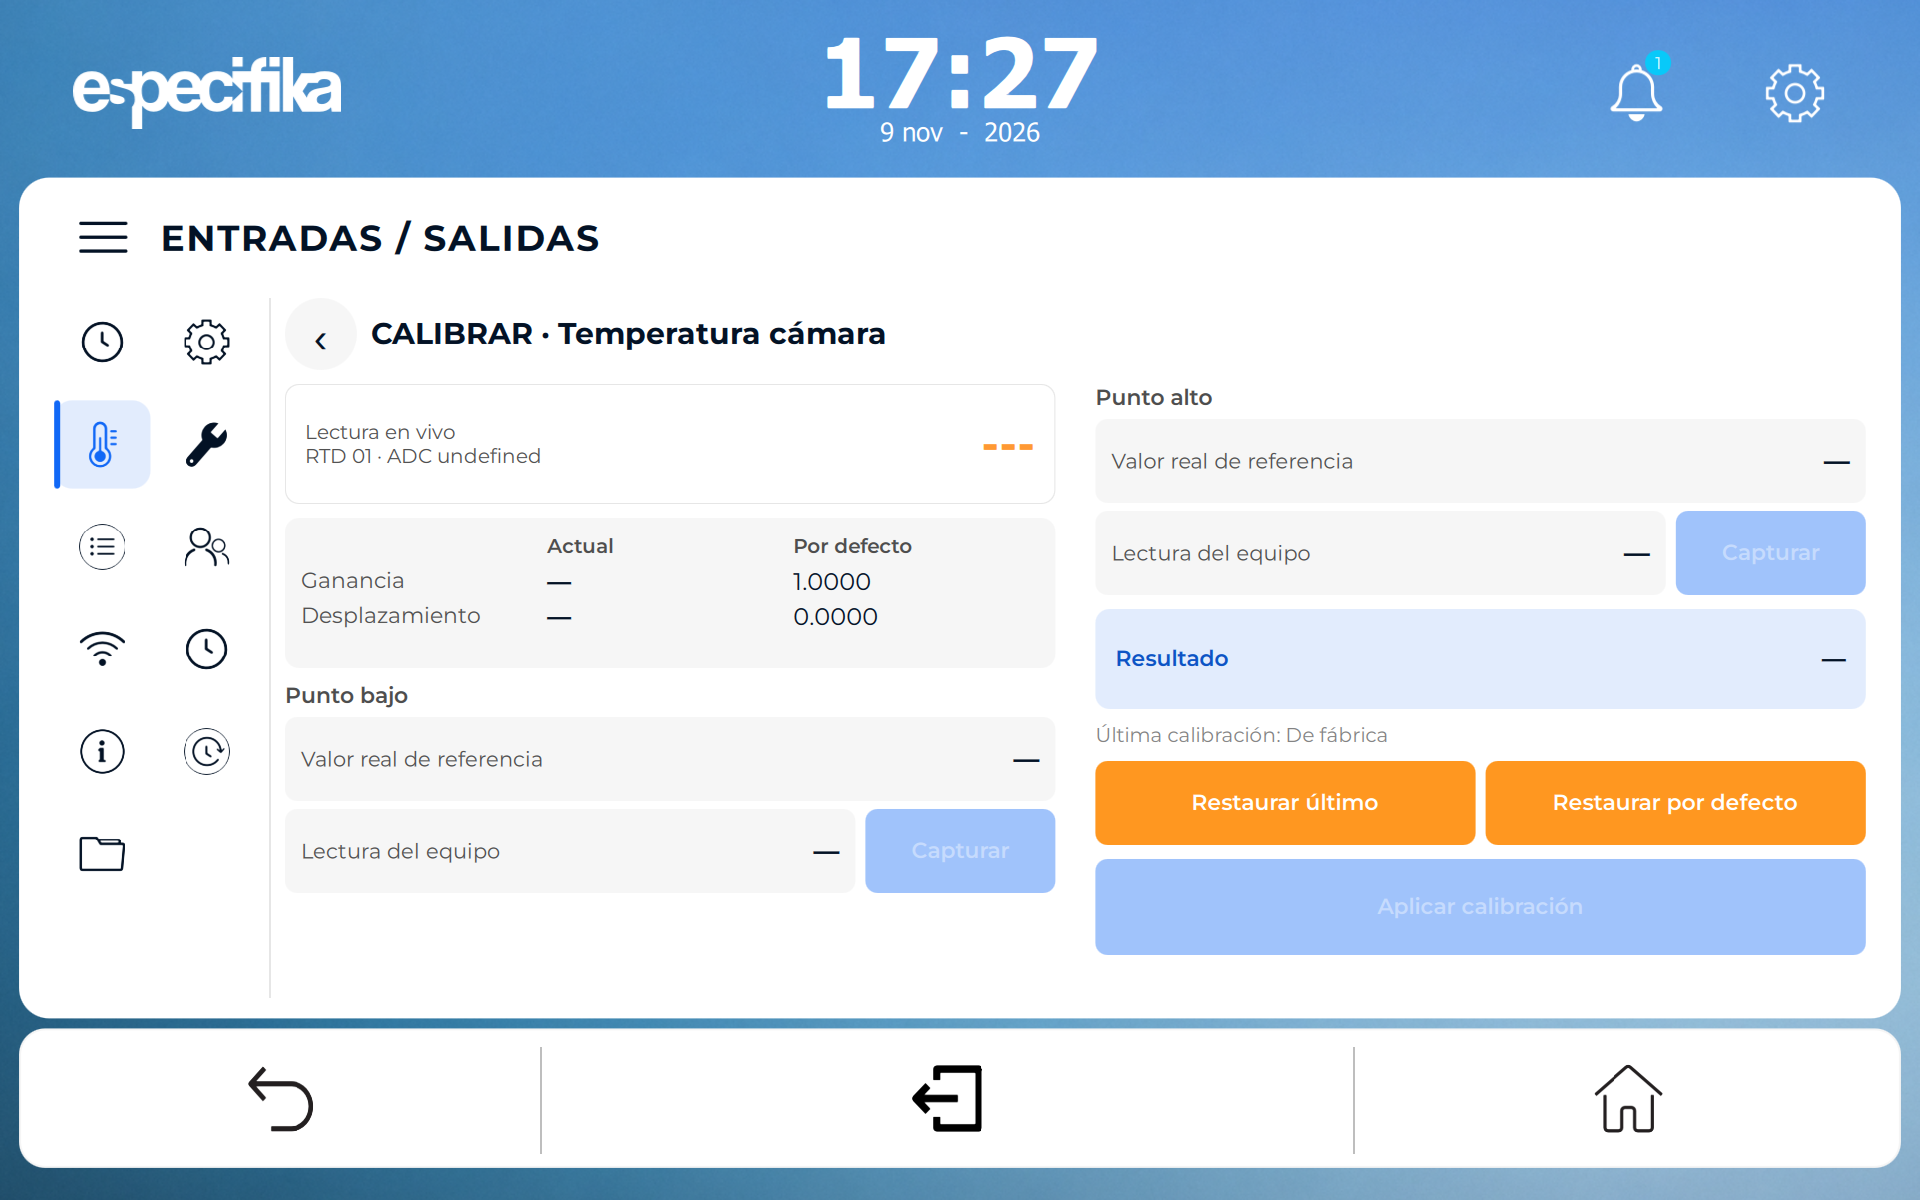 especifika
17:27
9 nov - 2026
1
ENTRADAS / SALIDAS
‹ CALIBRAR · Temperatura cámara
Lectura en vivo
RTD 01 · ADC undefined
---
Actual Por defecto
Ganancia — 1.0000
Desplazamiento — 0.0000
Punto bajo
Valor real de referencia —
Lectura del equipo — Capturar
Punto alto
Valor real de referencia —
Lectura del equipo — Capturar
Resultado —
Última calibración: De fábrica
Restaurar último Restaurar por defecto
Aplicar calibración